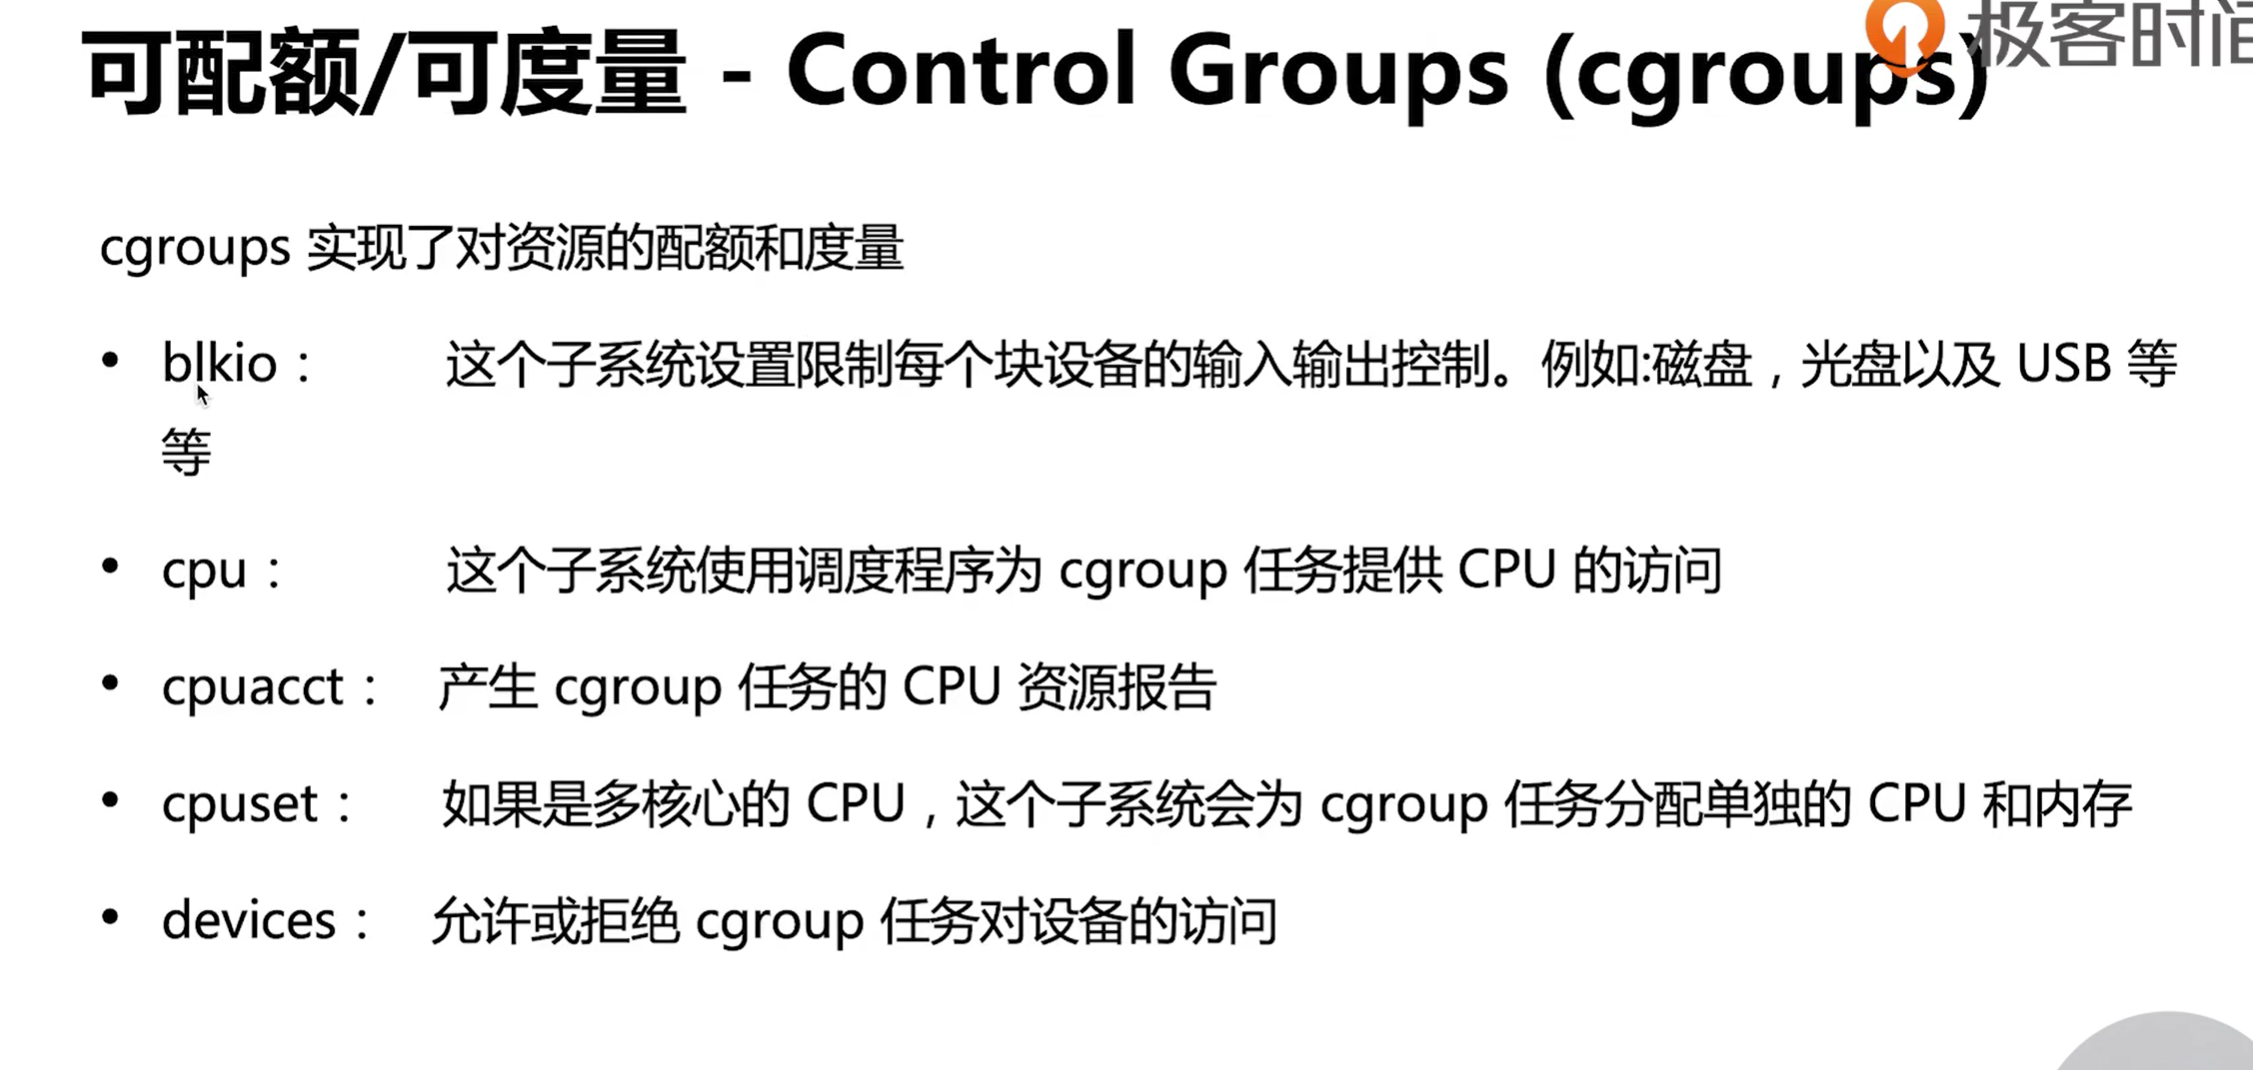 可配额/可度量 - Control Groups (cgroups)
极客时间
cgroups 实现了对资源的配额和度量
• blkio： 这个子系统设置限制每个块设备的输入输出控制。例如:磁盘，光盘以及 USB 等
等
• cpu： 这个子系统使用调度程序为 cgroup 任务提供 CPU 的访问
• cpuacct： 产生 cgroup 任务的 CPU 资源报告
• cpuset： 如果是多核心的 CPU，这个子系统会为 cgroup 任务分配单独的 CPU 和内存
• devices： 允许或拒绝 cgroup 任务对设备的访问